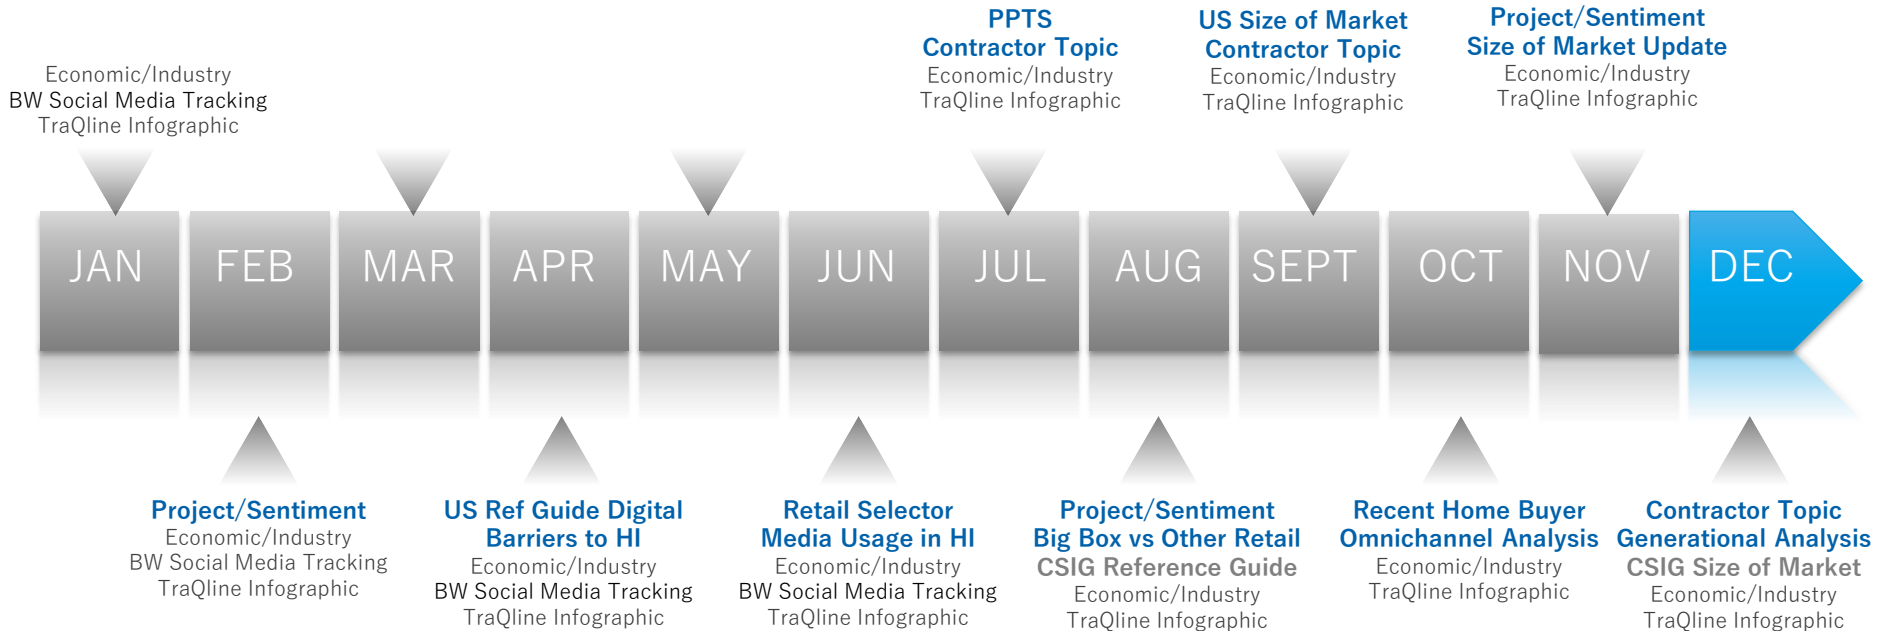 Economic/Industry
BW Social Media Tracking
TraQline Infographic
PPTS
Contractor Topic
Economic/Industry
TraQline Infographic
US Size of Market
Contractor Topic
Economic/Industry
TraQline Infographic
Project/Sentiment
Size of Market Update
Economic/Industry
TraQline Infographic
JAN
FEB
MAR
APR
MAY
JUN
JUL
AUG
SEPT
OCT
NOV
DEC
Project/Sentiment
Economic/Industry
BW Social Media Tracking
TraQline Infographic
US Ref Guide Digital
Barriers to HI
Economic/Industry
BW Social Media Tracking
TraQline Infographic
Retail Selector
Media Usage in HI
Economic/Industry
BW Social Media Tracking
TraQline Infographic
Project/Sentiment
Big Box vs Other Retail
CSIG Reference Guide
Economic/Industry
TraQline Infographic
Recent Home Buyer
Omnichannel Analysis
Economic/Industry
TraQline Infographic
Contractor Topic
Generational Analysis
CSIG Size of Market
Economic/Industry
TraQline Infographic